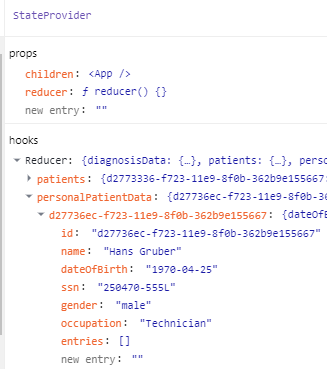 StateProvider
props
children: <App />
reducer: ƒ reducer() {}
new entry: ""
hooks
Reducer: {diagnosisData: {…}, patients: {…}, perso
patients: {d2773336-f723-11e9-8f0b-362b9e155667:
personalPatientData: {d27736ec-f723-11e9-8f0b-362
d27736ec-f723-11e9-8f0b-362b9e155667: {dateOfB
id: "d27736ec-f723-11e9-8f0b-362b9e155667"
name: "Hans Gruber"
dateOfBirth: "1970-04-25"
ssn: "250470-555L"
gender: "male"
occupation: "Technician"
entries: []
new entry: ""